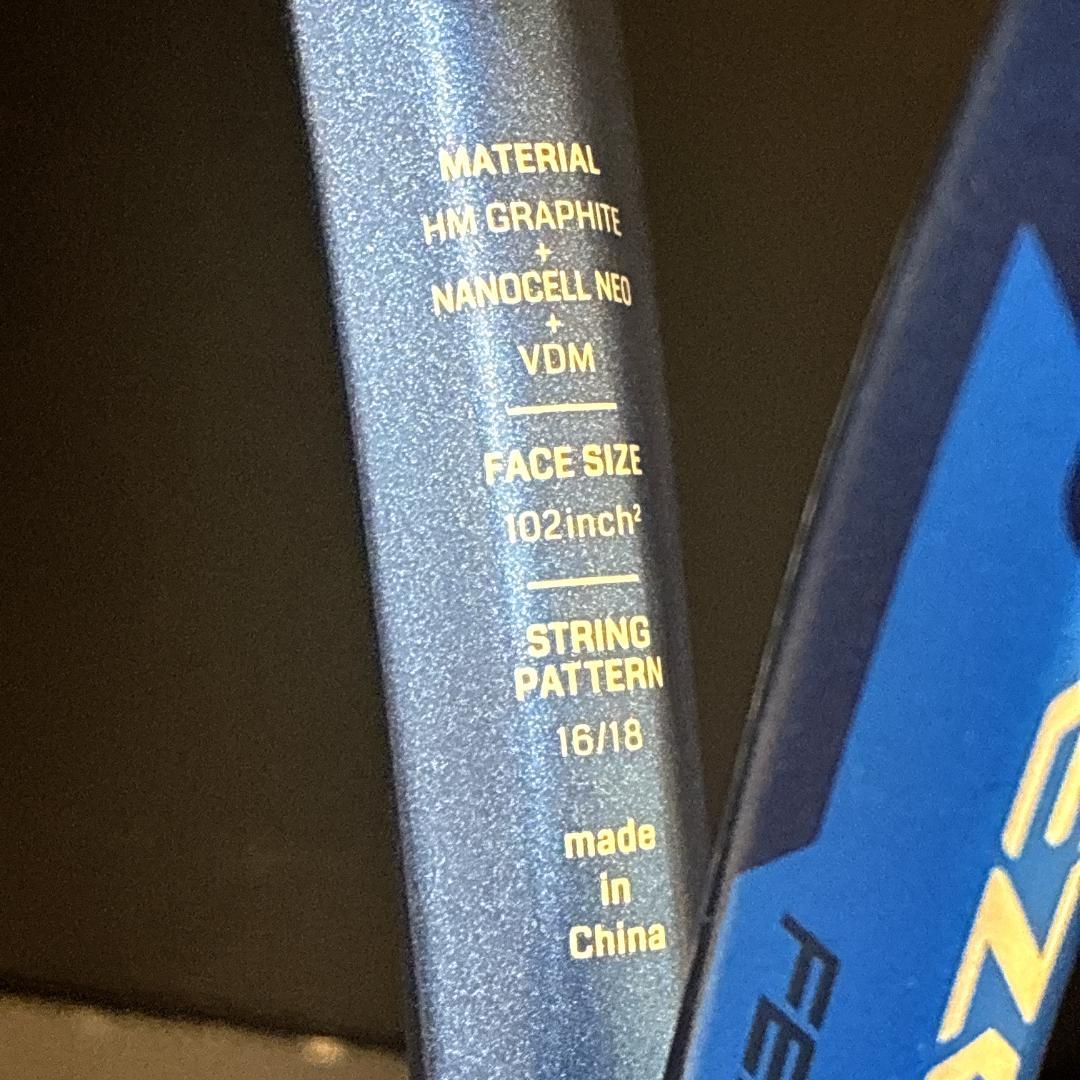 MATERIAL
HM GRAPHITE
+
NANOCELL NEO
+
VDM
FACE SIZE
102inch²
STRING
PATTERN
16/18
made
in
China